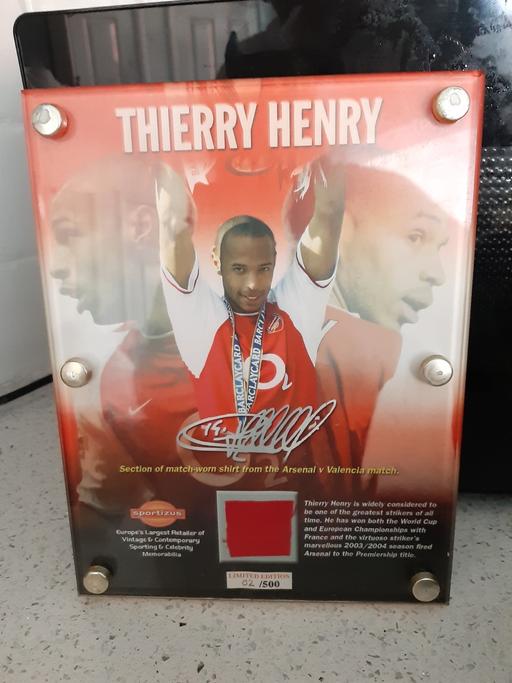 THIERRY HENRY
BARCLAYCARD
BARCLAYCARD BARCL
O2
Section of match-worn shirt from the Arsenal v Valencia match.
sportizus
Europe's Largest Retailer of
Vintage & Contemporary
Sporting & Celebrity
Memorabilia
Thierry Henry is widely considered to
be one of the greatest strikers of all
time. He has won both the World Cup
and European Championships with
France and the virtuoso striker's
marvellous 2003/2004 season fired
Arsenal to the Premiership title.
LIMITED EDITION
02 /500